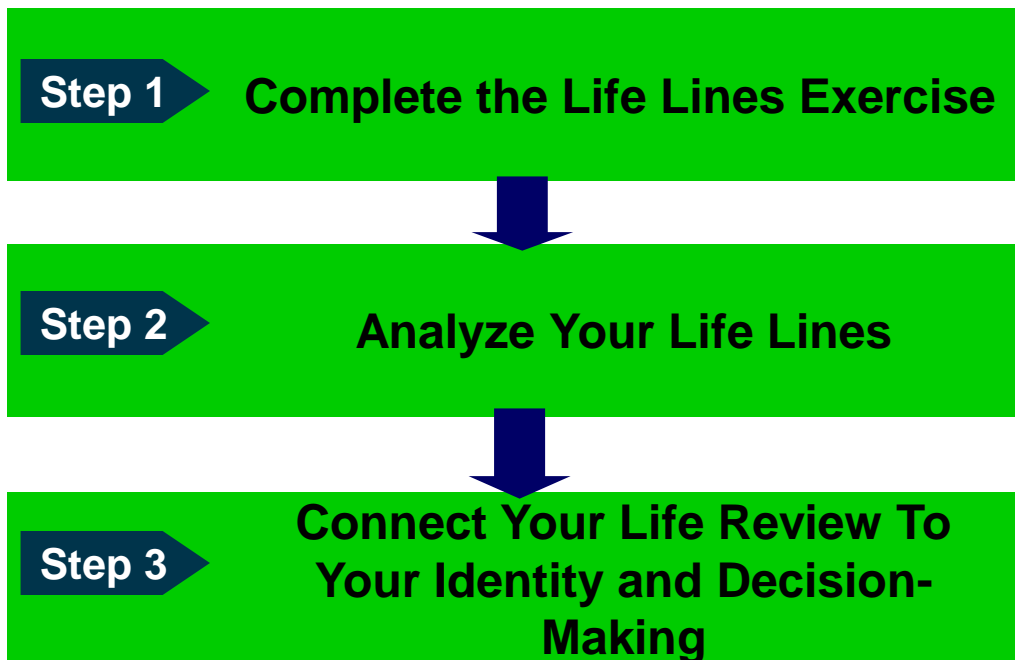 Step 1
Complete the Life Lines Exercise
Step 2
Analyze Your Life Lines
Step 3
Connect Your Life Review To
Your Identity and Decision-
Making